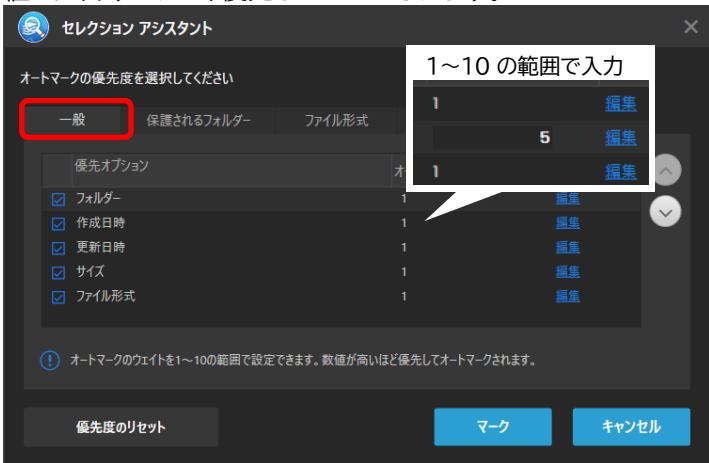 セレクション アシスタント
オートマークの優先度を選択してください
1～10 の範囲で入力
一般 保護されるフォルダー ファイル形式
1 編集
5 編集
1 編集
優先オプション
フォルダー 1 編集
作成日時 1 編集
更新日時 1 編集
サイズ 1 編集
ファイル形式 1 編集
オートマークのウェイトを1～10の範囲で設定できます。数値が高いほど優先してオートマークされます。
優先度のリセット マーク キャンセル